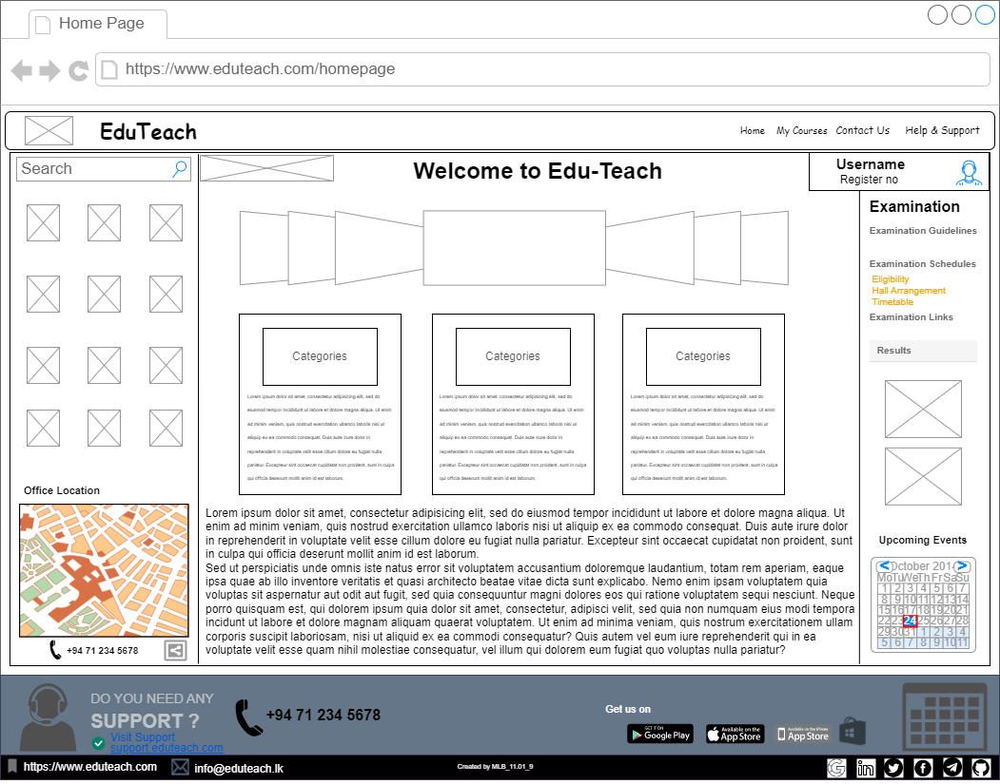 Home Page
https://www.eduteach.com/homepage
EduTeach
Home My Courses Contact Us Help & Support
Search
Welcome to Edu-Teach
Username
Register no
Examination
Examination Guidelines
Examination Schedules
Eligibility
Hall Arrangement
Timetable
Examination Links
Results
Categories
Lorem ipsum dolor sit amet, consectetur adipisicing elit, sed do
eiusmod tempor incididunt ut labore et dolore magna aliqua. Ut enim
ad minim veniam, quis nostrud exercitation ullamco laboris nisi ut
aliquip ex ea commodo consequat. Duis aute irure dolor in
reprehenderit in voluptate velit esse cillum dolore eu fugiat nulla
pariatur. Excepteur sint occaecat cupidatat non proident, sunt in culpa
qui officia deserunt mollit anim id est laborum.
Categories
Lorem ipsum dolor sit amet, consectetur adipisicing elit, sed do
eiusmod tempor incididunt ut labore et dolore magna aliqua. Ut enim
ad minim veniam, quis nostrud exercitation ullamco laboris nisi ut
aliquip ex ea commodo consequat. Duis aute irure dolor in
reprehenderit in voluptate velit esse cillum dolore eu fugiat nulla
pariatur. Excepteur sint occaecat cupidatat non proident, sunt in culpa
qui officia deserunt mollit anim id est laborum.
Categories
Lorem ipsum dolor sit amet, consectetur adipisicing elit, sed do
eiusmod tempor incididunt ut labore et dolore magna aliqua. Ut enim
ad minim veniam, quis nostrud exercitation ullamco laboris nisi ut
aliquip ex ea commodo consequat. Duis aute irure dolor in
reprehenderit in voluptate velit esse cillum dolore eu fugiat nulla
pariatur. Excepteur sint occaecat cupidatat non proident, sunt in culpa
qui officia deserunt mollit anim id est laborum.
Lorem ipsum dolor sit amet, consectetur adipisicing elit, sed do eiusmod tempor incididunt ut labore et dolore magna aliqua. Ut
enim ad minim veniam, quis nostrud exercitation ullamco laboris nisi ut aliquip ex ea commodo consequat. Duis aute irure dolor
in reprehenderit in voluptate velit esse cillum dolore eu fugiat nulla pariatur. Excepteur sint occaecat cupidatat non proident, sunt
in culpa qui officia deserunt mollit anim id est laborum.
Sed ut perspiciatis unde omnis iste natus error sit voluptatem accusantium doloremque laudantium, totam rem aperiam, eaque
ipsa quae ab illo inventore veritatis et quasi architecto beatae vitae dicta sunt explicabo. Nemo enim ipsam voluptatem quia
voluptas sit aspernatur aut odit aut fugit, sed quia consequuntur magni dolores eos qui ratione voluptatem sequi nesciunt. Neque
porro quisquam est, qui dolorem ipsum quia dolor sit amet, consectetur, adipisci velit, sed quia non numquam eius modi tempora
incidunt ut labore et dolore magnam aliquam quaerat voluptatem. Ut enim ad minima veniam, quis nostrum exercitationem ullam
corporis suscipit laboriosam, nisi ut aliquid ex ea commodi consequatur? Quis autem vel eum iure reprehenderit qui in ea
voluptate velit esse quam nihil molestiae consequatur, vel illum qui dolorem eum fugiat quo voluptas nulla pariatur?
Office Location
+94 71 234 5678
Upcoming Events
< October 2014 >
Mo Tu We Th Fr Sa Su
1 2 3 4 5 6 7
8 9 10 11 12 13 14
15 16 17 18 19 20 21
22 23 24 25 26 27 28
29 30 31 1 2 3 4
5 6 7 8 9 10 11
DO YOU NEED ANY
SUPPORT ?
Visit Support
support.eduteach.com
+94 71 234 5678
Get us on
GET IT ON
Google Play
Available on the
App Store
Available on the iPhone
App Store
https://www.eduteach.com
info@eduteach.lk
Created by MLB_11.01_9
G in f